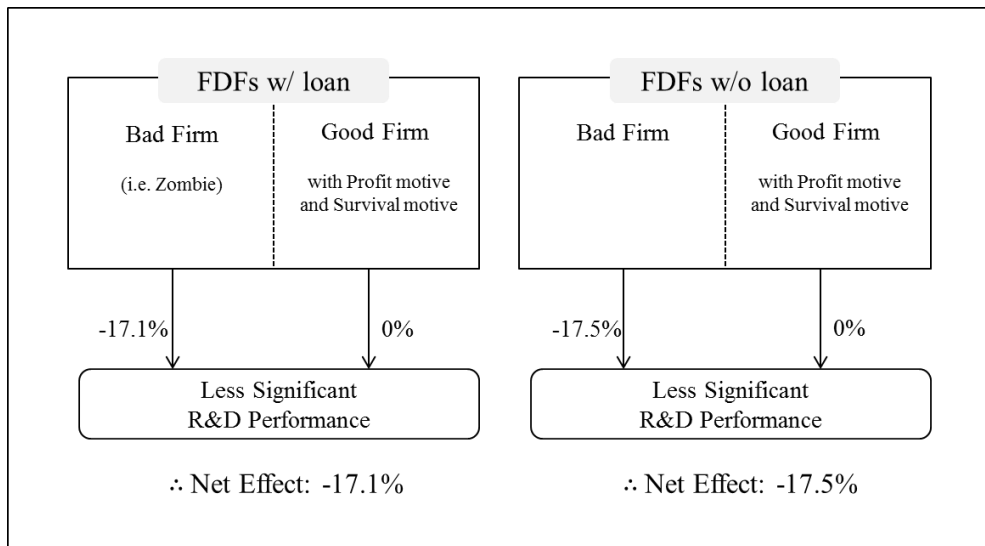 FDFs w/ loan
Bad Firm
(i.e. Zombie)
Good Firm
with Profit motive
and Survival motive
-17.1%
0%
Less Significant
R&D Performance
∴ Net Effect: -17.1%
FDFs w/o loan
Bad Firm
Good Firm
with Profit motive
and Survival motive
-17.5%
0%
Less Significant
R&D Performance
∴ Net Effect: -17.5%